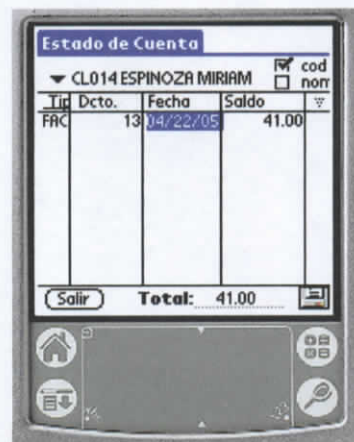 Estado de Cuenta
CL014 ESPINOZA MIRIAM
cod
nom
Tip Dcto. Fecha Saldo
FAC 13 04/22/05 41.00
Salir Total: 41.00